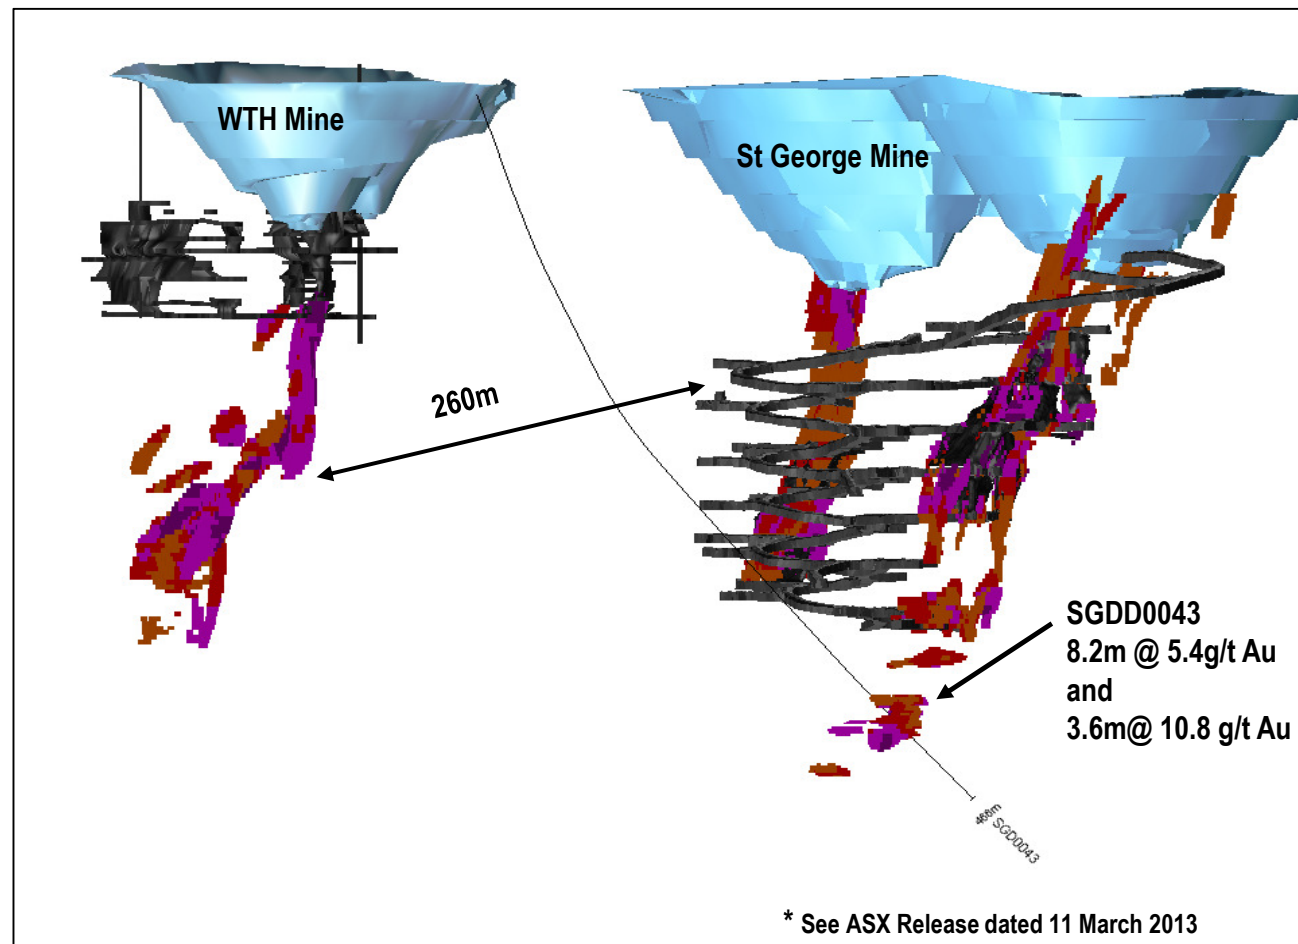 WTH Mine
St George Mine
260m
SGDD0043
8.2m @ 5.4g/t Au
and
3.6m@ 10.8 g/t Au
466m
SGD0043
* See ASX Release dated 11 March 2013